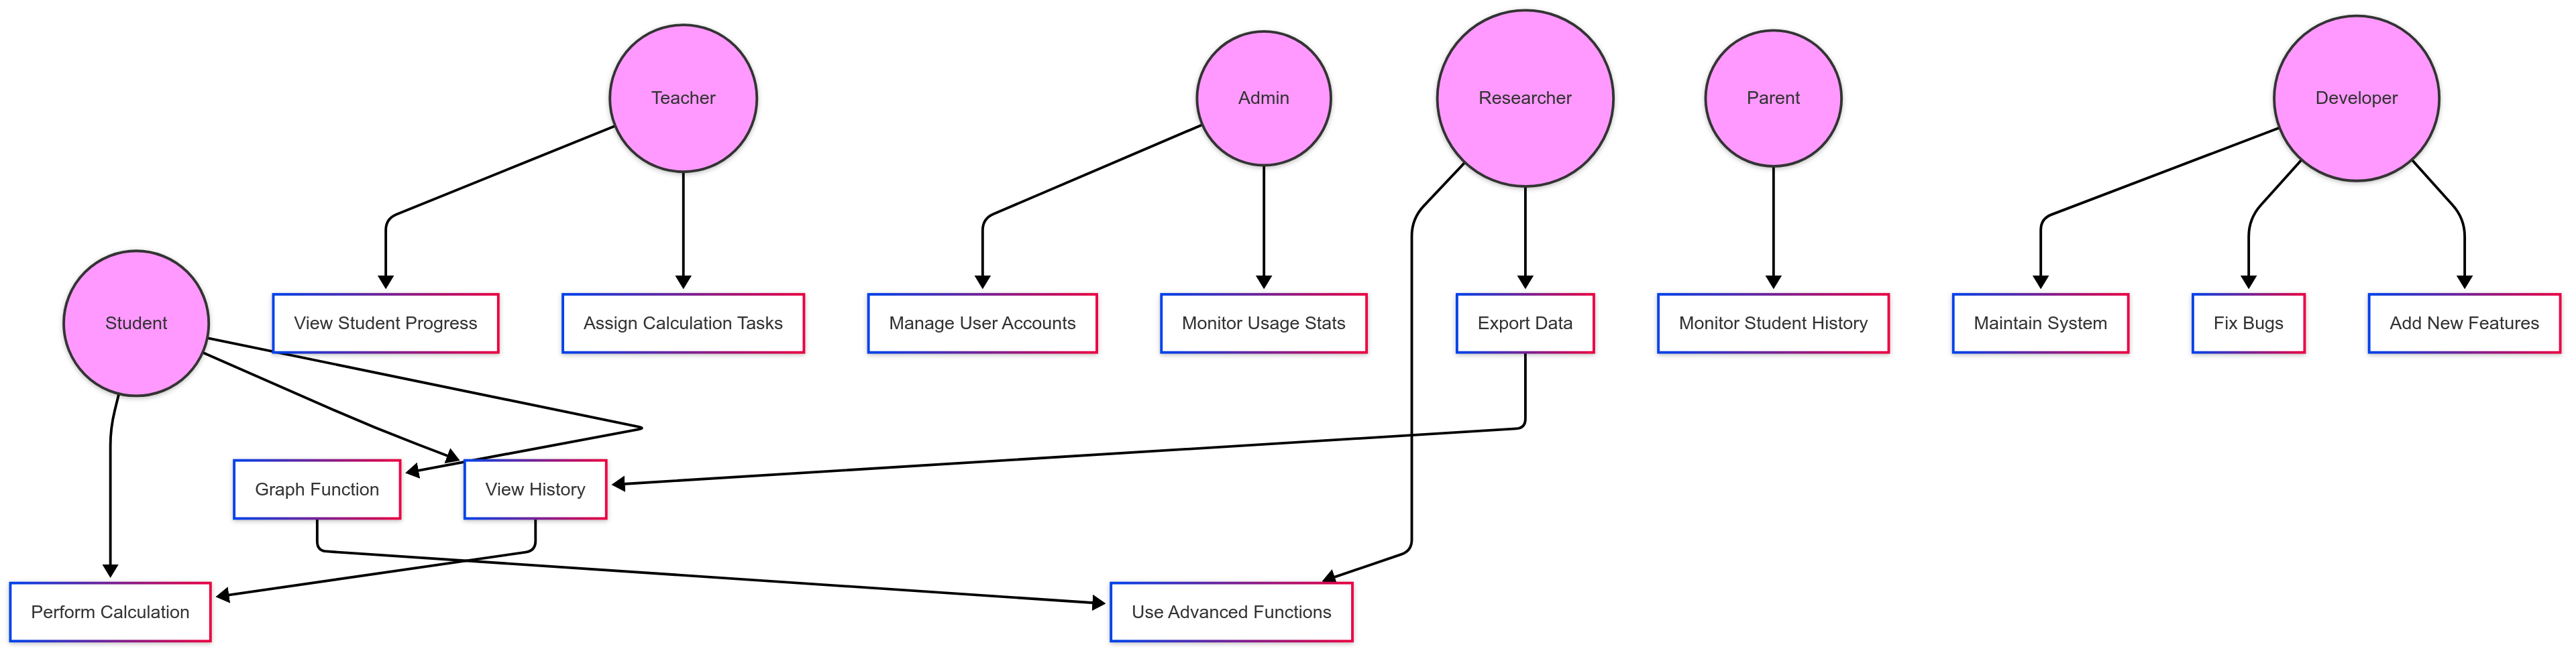 Teacher
Admin
Researcher
Parent
Developer
Student
View Student Progress
Assign Calculation Tasks
Manage User Accounts
Monitor Usage Stats
Export Data
Monitor Student History
Maintain System
Fix Bugs
Add New Features
Graph Function
View History
Perform Calculation
Use Advanced Functions